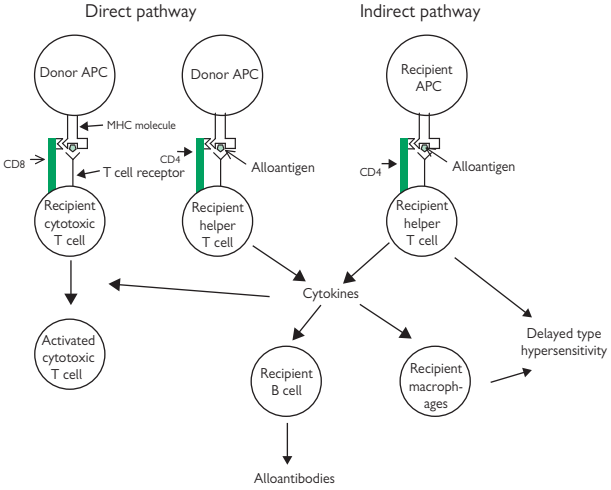 Direct pathway
Indirect pathway
Donor APC
Donor APC
Recipient
APC
MHC molecule
CD8
T cell receptor
CD4
Alloantigen
CD4
Alloantigen
Recipient
cytotoxic
T cell
Recipient
helper
T cell
Recipient
helper
T cell
Cytokines
Activated
cytotoxic
T cell
Recipient
B cell
Recipient
macroph-
ages
Delayed type
hypersensitivity
Alloantibodies